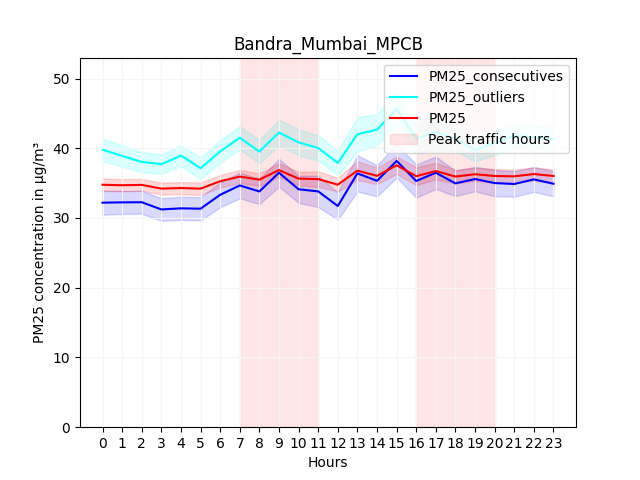 Bandra_Mumbai_MPCB
PM25_consecutives
PM25_outliers
PM25
Peak traffic hours
PM25 concentration in µg/m³
50
40
30
20
10
0
0 1 2 3 4 5 6 7 8 9 10 11 12 13 14 15 16 17 18 19 20 21 22 23
Hours